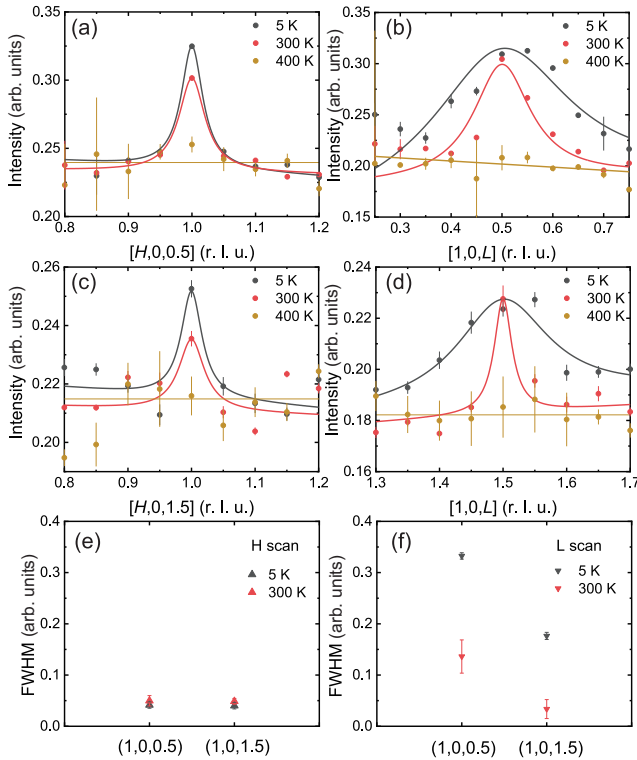 (a)
5 K
300 K
400 K
Intensity (arb. units)
0.35
0.30
0.25
0.20
0.8 0.9 1.0 1.1 1.2
[H,0,0.5] (r. l. u.)
(b)
5 K
300 K
400 K
Intensity (arb. units)
0.35
0.30
0.25
0.20
0.15
0.3 0.4 0.5 0.6 0.7
[1,0,L] (r. l. u.)
(c)
5 K
300 K
400 K
Intensity (arb. units)
0.26
0.24
0.22
0.20
0.8 0.9 1.0 1.1 1.2
[H,0,1.5] (r. l. u.)
(d)
5 K
300 K
400 K
Intensity (arb. units)
0.24
0.22
0.20
0.18
0.16
1.3 1.4 1.5 1.6 1.7
[1,0,L] (r. l. u.)
(e)
H scan
5 K
300 K
FWHM (arb. units)
0.4
0.3
0.2
0.1
0.0
(1,0,0.5) (1,0,1.5)
(f)
L scan
5 K
300 K
FWHM (arb. units)
0.4
0.3
0.2
0.1
0.0
(1,0,0.5) (1,0,1.5)